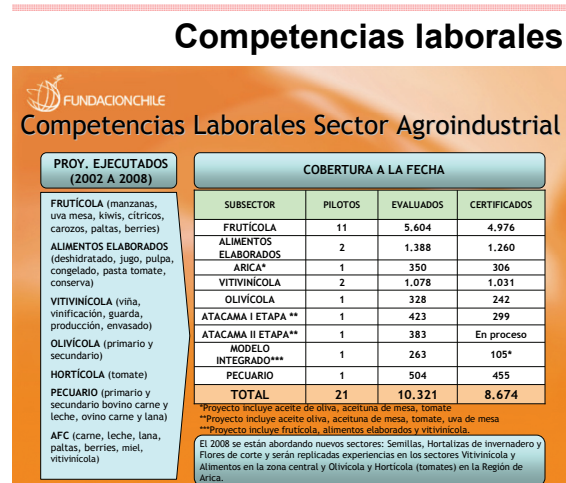 Competencias laborales
FUNDACIONCHILE
Competencias Laborales Sector Agroindustrial
PROY. EJECUTADOS
(2002 A 2008)
FRUTÍCOLA (manzanas,
uva mesa, kiwis, cítricos,
carozos, paltas, berries)
ALIMENTOS ELABORADOS
(deshidratado, jugo, pulpa,
congelado, pasta tomate,
conserva)
VITIVINÍCOLA (viña,
vinificación, guarda,
producción, envasado)
OLIVÍCOLA (primario y
secundario)
HORTÍCOLA (tomate)
PECUARIO (primario y
secundario bovino carne y
leche, ovino carne y lana)
AFC (carne, leche, lana,
paltas, berries, miel,
vitivinícola)
COBERTURA A LA FECHA
SUBSECTOR PILOTOS EVALUADOS CERTIFICADOS
FRUTÍCOLA 11 5.604 4.976
ALIMENTOS
ELABORADOS 2 1.388 1.260
ARICA* 1 350 306
VITIVINÍCOLA 2 1.078 1.031
OLIVÍCOLA 1 328 242
ATACAMA I ETAPA ** 1 423 299
ATACAMA II ETAPA** 1 383 En proceso
MODELO
INTEGRADO*** 1 263 105*
PECUARIO 1 504 455
TOTAL 21 10.321 8.674
*Proyecto incluye aceite de oliva, aceituna de mesa, tomate
**Proyecto incluye aceite oliva, aceituna de mesa, tomate, uva de mesa
***Proyecto incluye frutícola, alimentos elaborados y vitivinícola.
El 2008 se están abordando nuevos sectores: Semillas, Hortalizas de invernadero y
Flores de corte y serán replicadas experiencias en los sectores Vitivinícola y
Alimentos en la zona central y Olivícola y Hortícola (tomates) en la Región de
Arica.